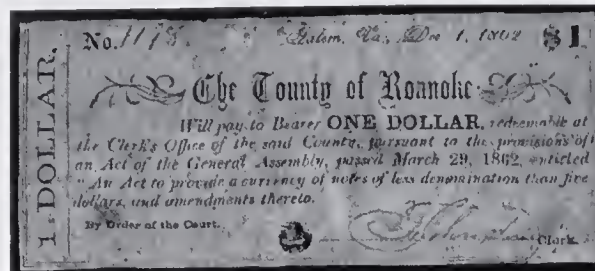 1 DOLLAR.
No. 1118. Salem, Va., Dec 1, 1862 $1
The County of Roanoke
Will pay to Bearer ONE DOLLAR, redeemable at
the Clerk's Office of the said County, pursuant to the provisions of
an Act of the General Assembly, passed March 29, 1862, entitled
"An Act to provide a currency of notes of less denomination than five
dollars, and amendments thereto.
By Order of the Court.
Clerk.